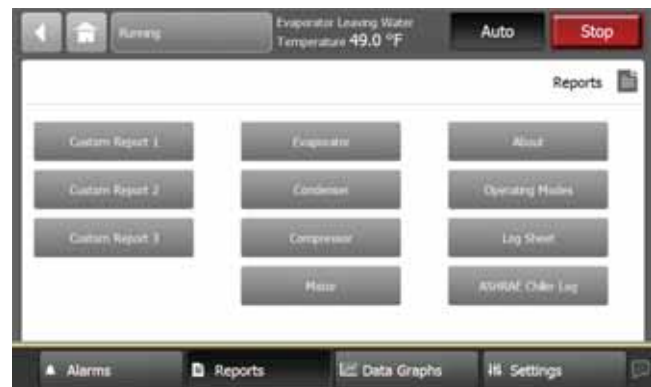 Running
Evaporator Leaving Water
Temperature 49.0 °F
Auto
Stop
Reports
Custom Report 1
Evaporator
About
Custom Report 2
Condenser
Operating Modes
Custom Report 3
Compressor
Log Sheet
Motor
ASHRAE Chiller Log
Alarms
Reports
Data Graphs
Settings